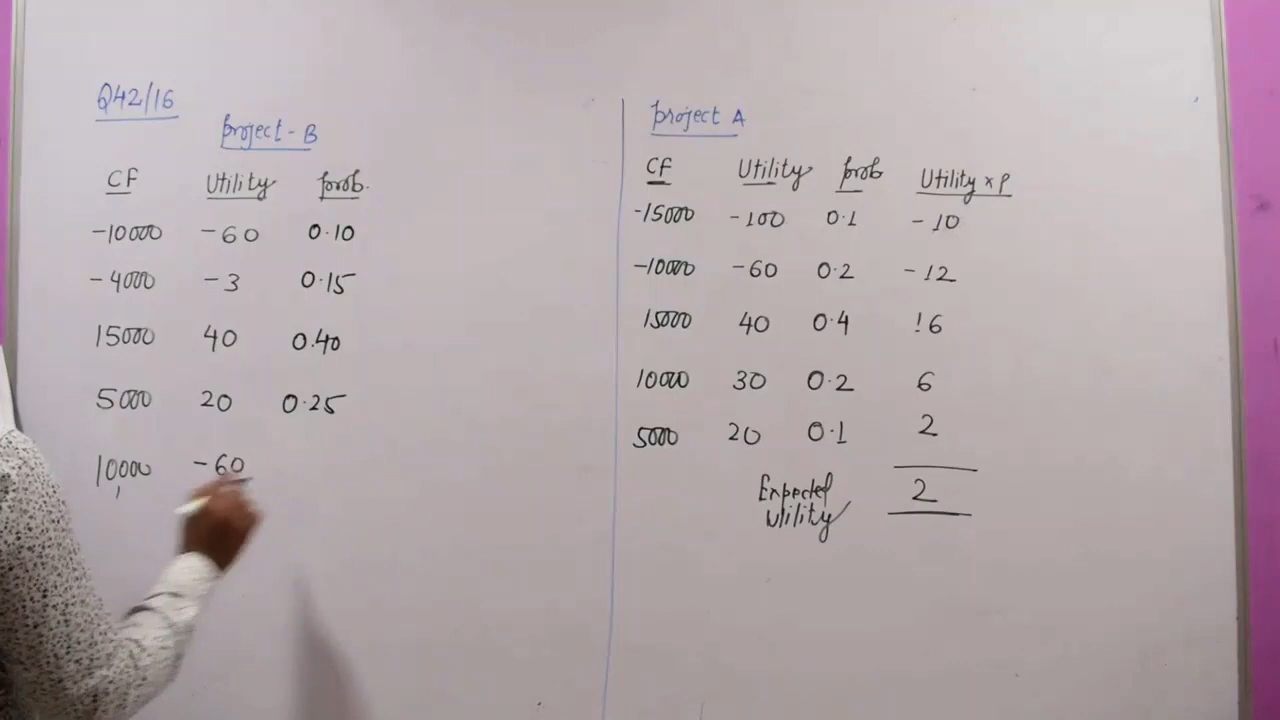 Q42/16
Project - B
CF Utility prob.
-10000 -60 0.10
-4000 -3 0.15
15000 40 0.40
5000 20 0.25
10000 -60
Project A
CF Utility prob Utility x P
-15000 -100 0.1 -10
-10000 -60 0.2 -12
15000 40 0.4 16
10000 30 0.2 6
5000 20 0.1 2
Expected Utility 2